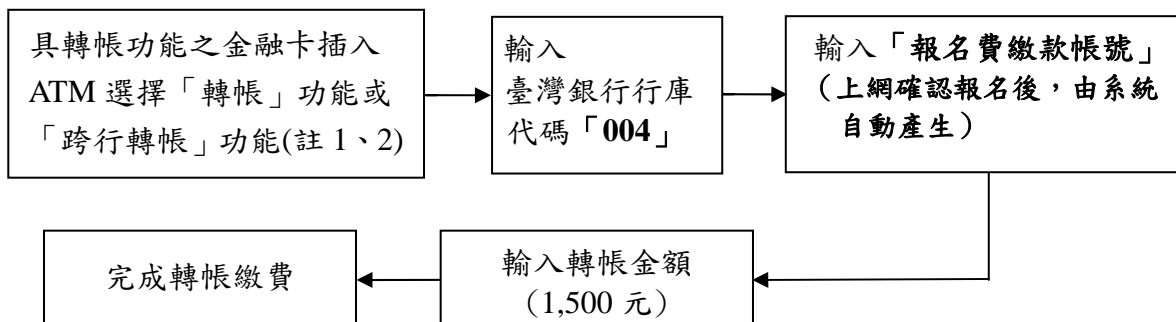 具轉帳功能之金融卡插入
ATM 選擇「轉帳」功能或
「跨行轉帳」功能(註 1、2)
輸入
臺灣銀行行庫
代碼「004」
輸入「報名費繳款帳號」
（上網確認報名後，由系統
自動產生）
輸入轉帳金額
（1,500 元）
完成轉帳繳費